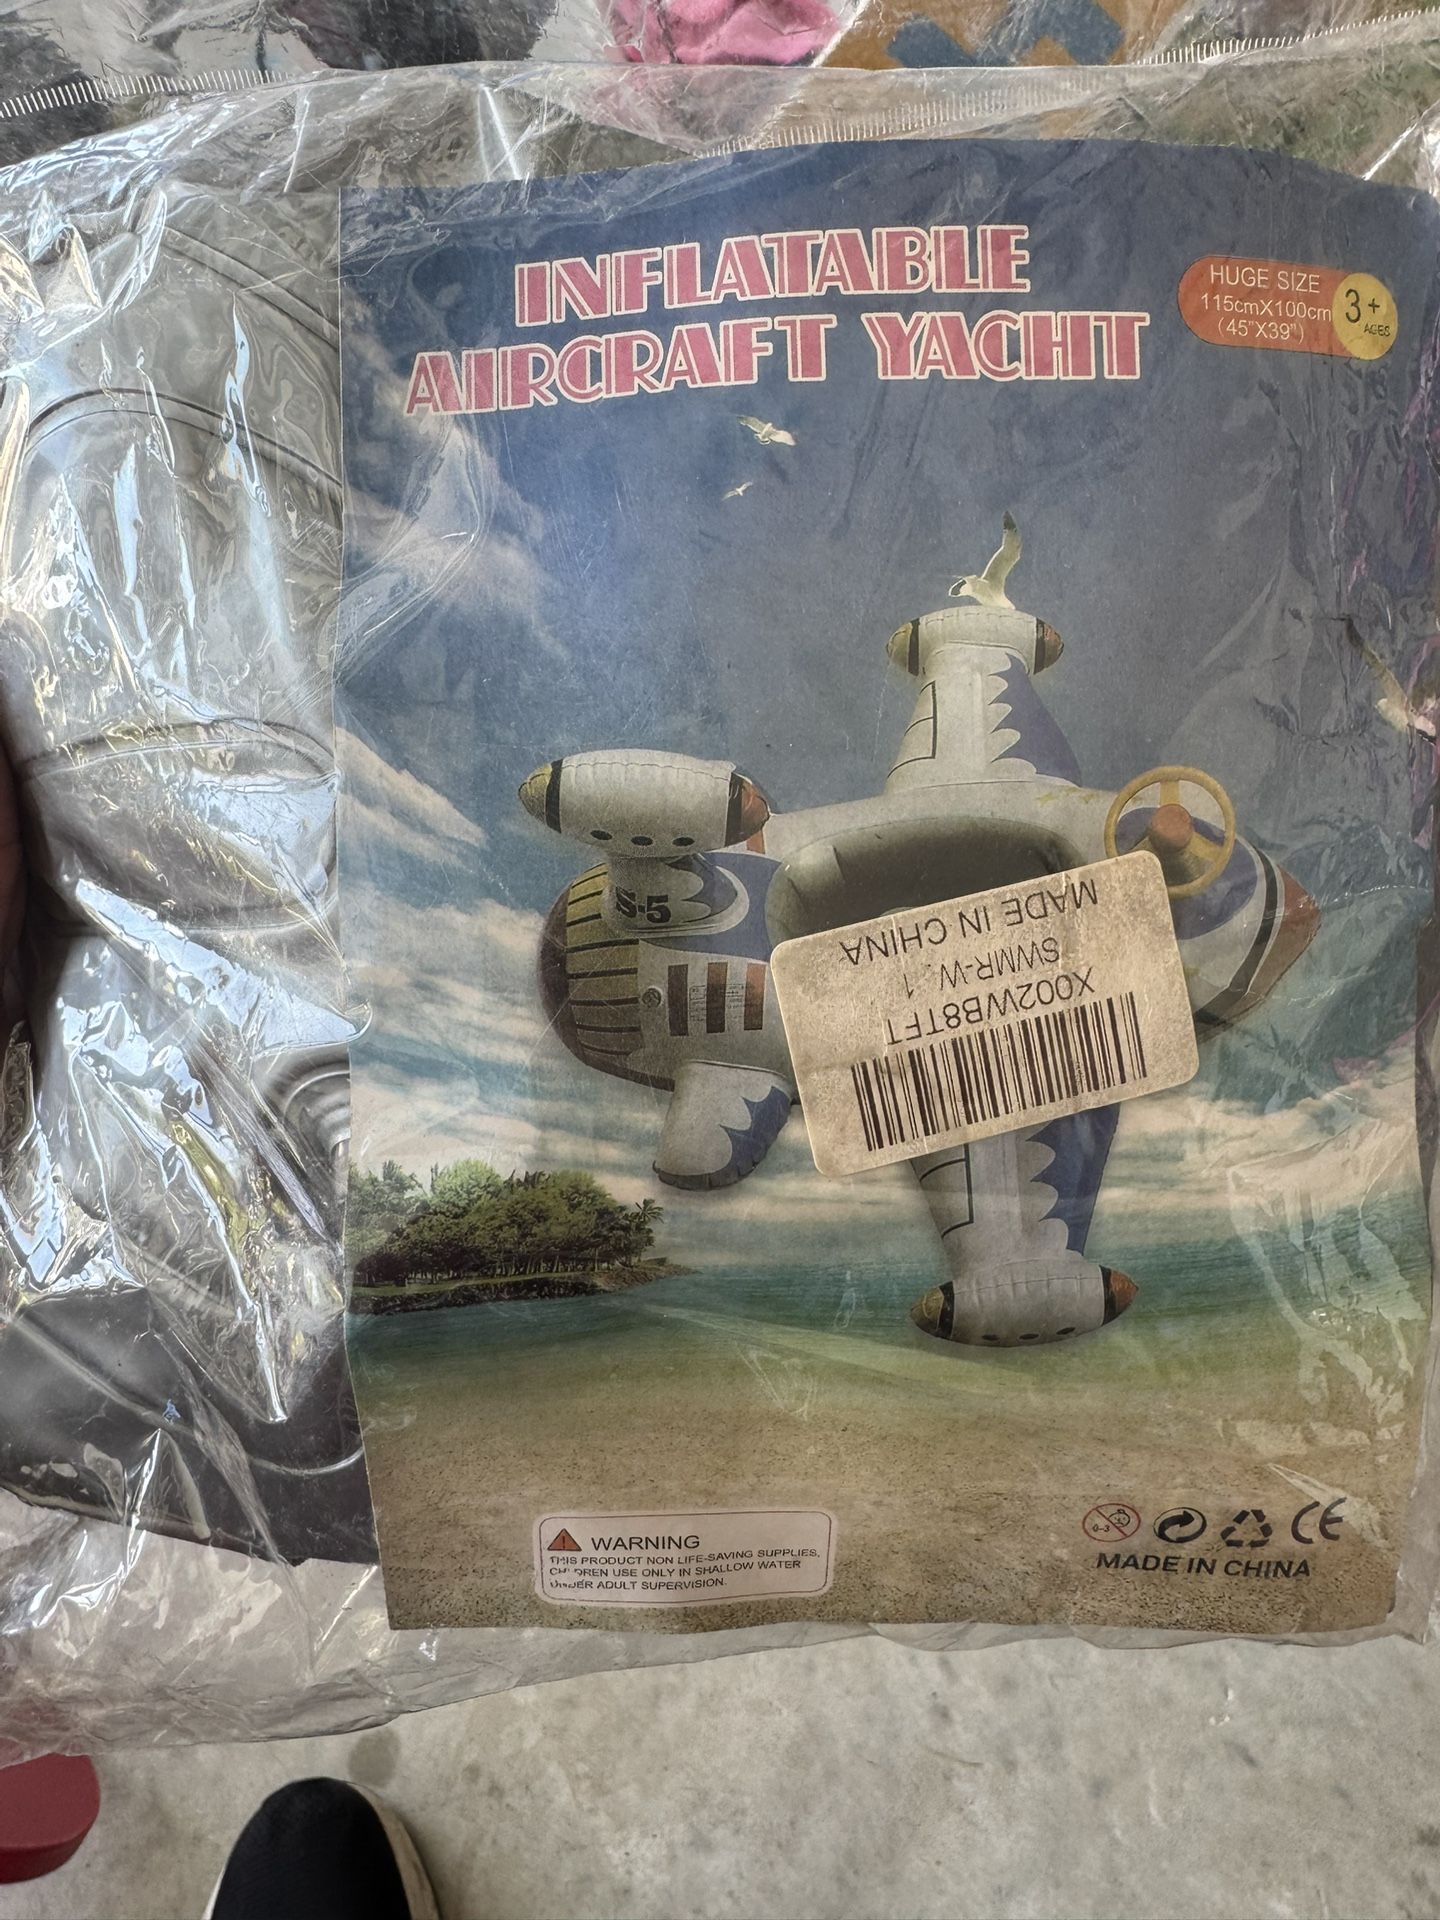 INFLATABLE
AIRCRAFT YACHT
HUGE SIZE
115cmX100cm
(45"X39")
3+
AGES
S-5
X002WB8TFT
SWMR-W. 1
MADE IN CHINA
WARNING
THIS PRODUCT NON LIFE-SAVING SUPPLIES,
USE ONLY IN SHALLOW WATER
UNDER ADULT SUPERVISION.
0-3
CE
MADE IN CHINA